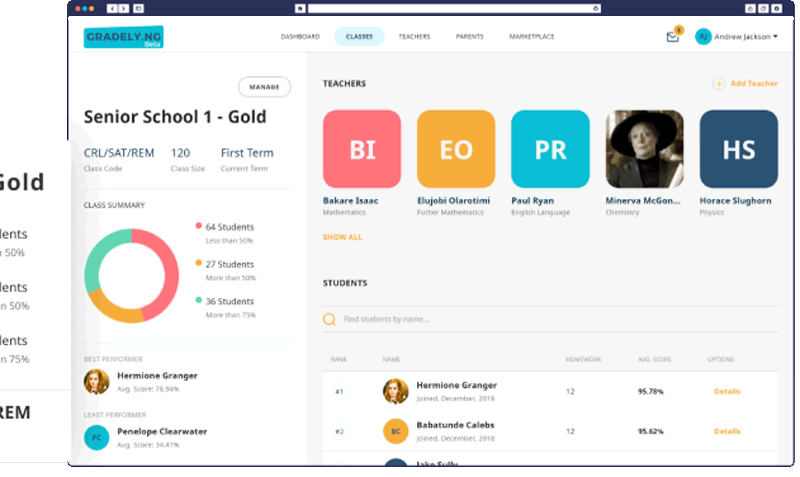 GRADELY.NG
Beta
DASHBOARD
CLASSES
TEACHERS
PARENTS
MARKETPLACE
AJ
Andrew Jackson
Gold
dents
n 50%
dents
an 50%
dents
an 75%
REM
MANAGE
Senior School 1 - Gold
CRL/SAT/REM
Class Code
120
Class Size
First Term
Current Term
CLASS SUMMARY
64 Students
Less than 50%
27 Students
More than 50%
36 Students
More than 75%
BEST PERFORMER
Hermione Granger
Avg. Score: 78.94%
LEAST PERFORMER
PC
Penelope Clearwater
Avg. Score: 34.41%
TEACHERS
+ Add Teacher
BI
Bakare Isaac
Mathematics
EO
Elujobi Olarotimi
Futher Mathematics
PR
Paul Ryan
English Language
Minerva McGon...
Chemistry
HS
Horace Slughorn
Physics
SHOW ALL
STUDENTS
Find students by name...
RANK NAME HOMEWORK AVG. SCORE OPTIONS
#1 Hermione Granger 12 95.78% Details
Joined, December, 2018
#2 BC Babatunde Calebs 12 95.62% Details
Joined, December, 2018
Jake Sully